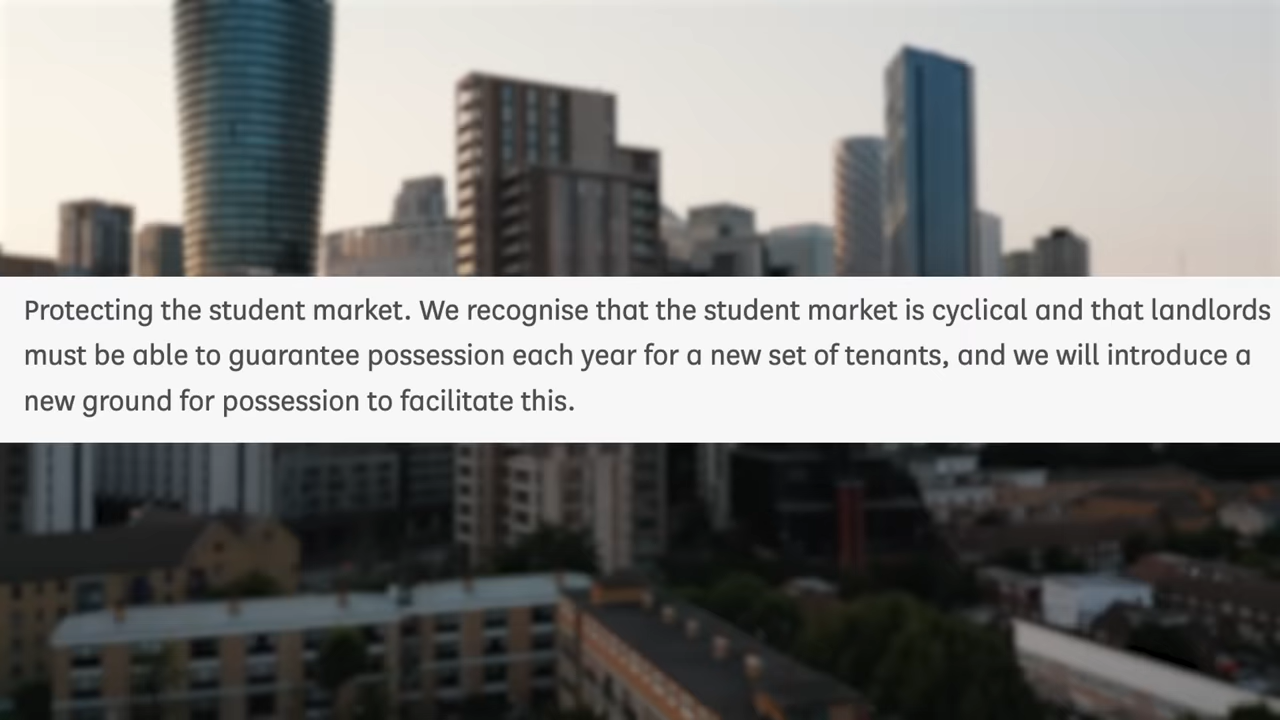 Protecting the student market. We recognise that the student market is cyclical and that landlords
must be able to guarantee possession each year for a new set of tenants, and we will introduce a
new ground for possession to facilitate this.